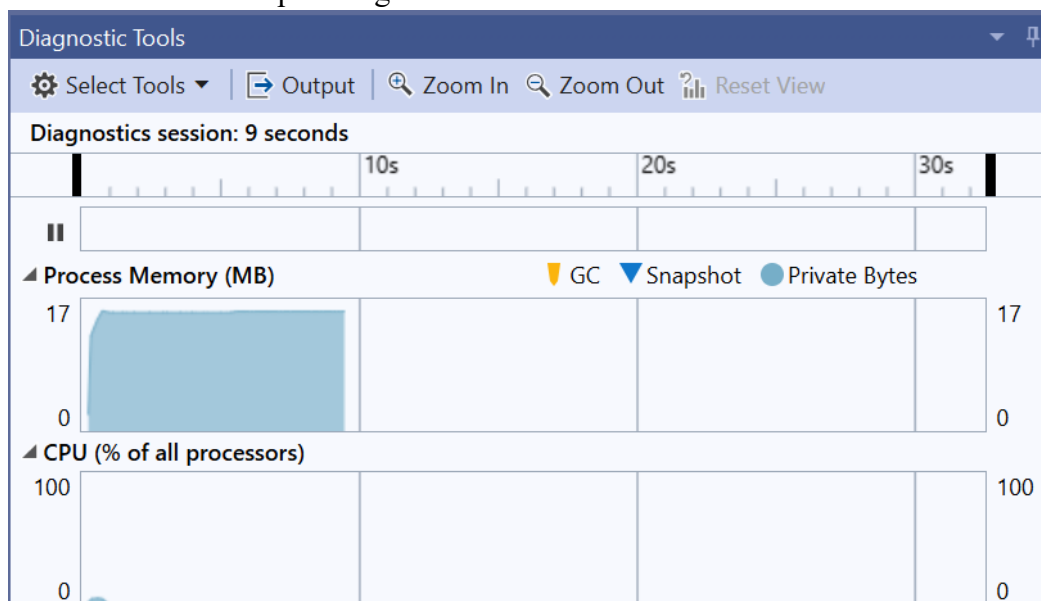 Diagnostic Tools
Select Tools Output Zoom In Zoom Out Reset View
Diagnostics session: 9 seconds
10s 20s 30s
Process Memory (MB) GC Snapshot Private Bytes
17 17
0 0
CPU (% of all processors)
100 100
0 0